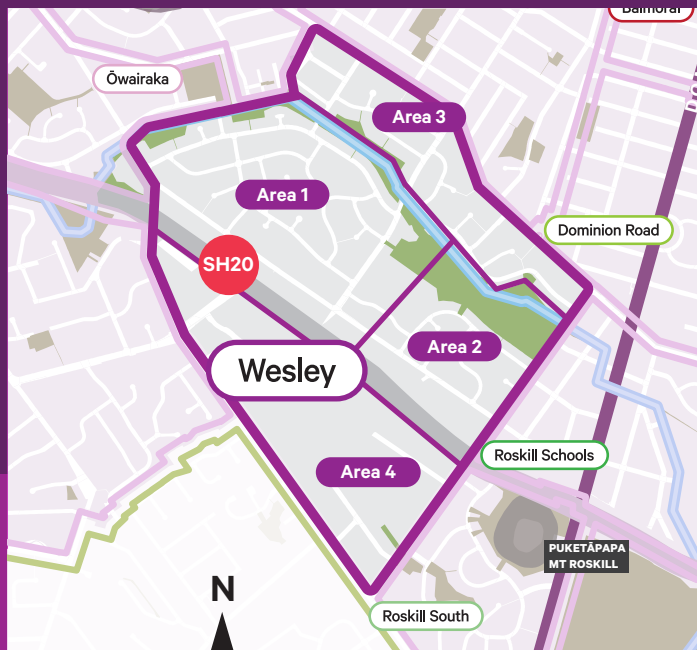 Balmoral
Ōwairaka
Area 3
Area 1
Dominion Road
SH20
Area 2
Wesley
Roskill Schools
Area 4
PUKETĀPAPA
MT ROSKILL
N
Roskill South